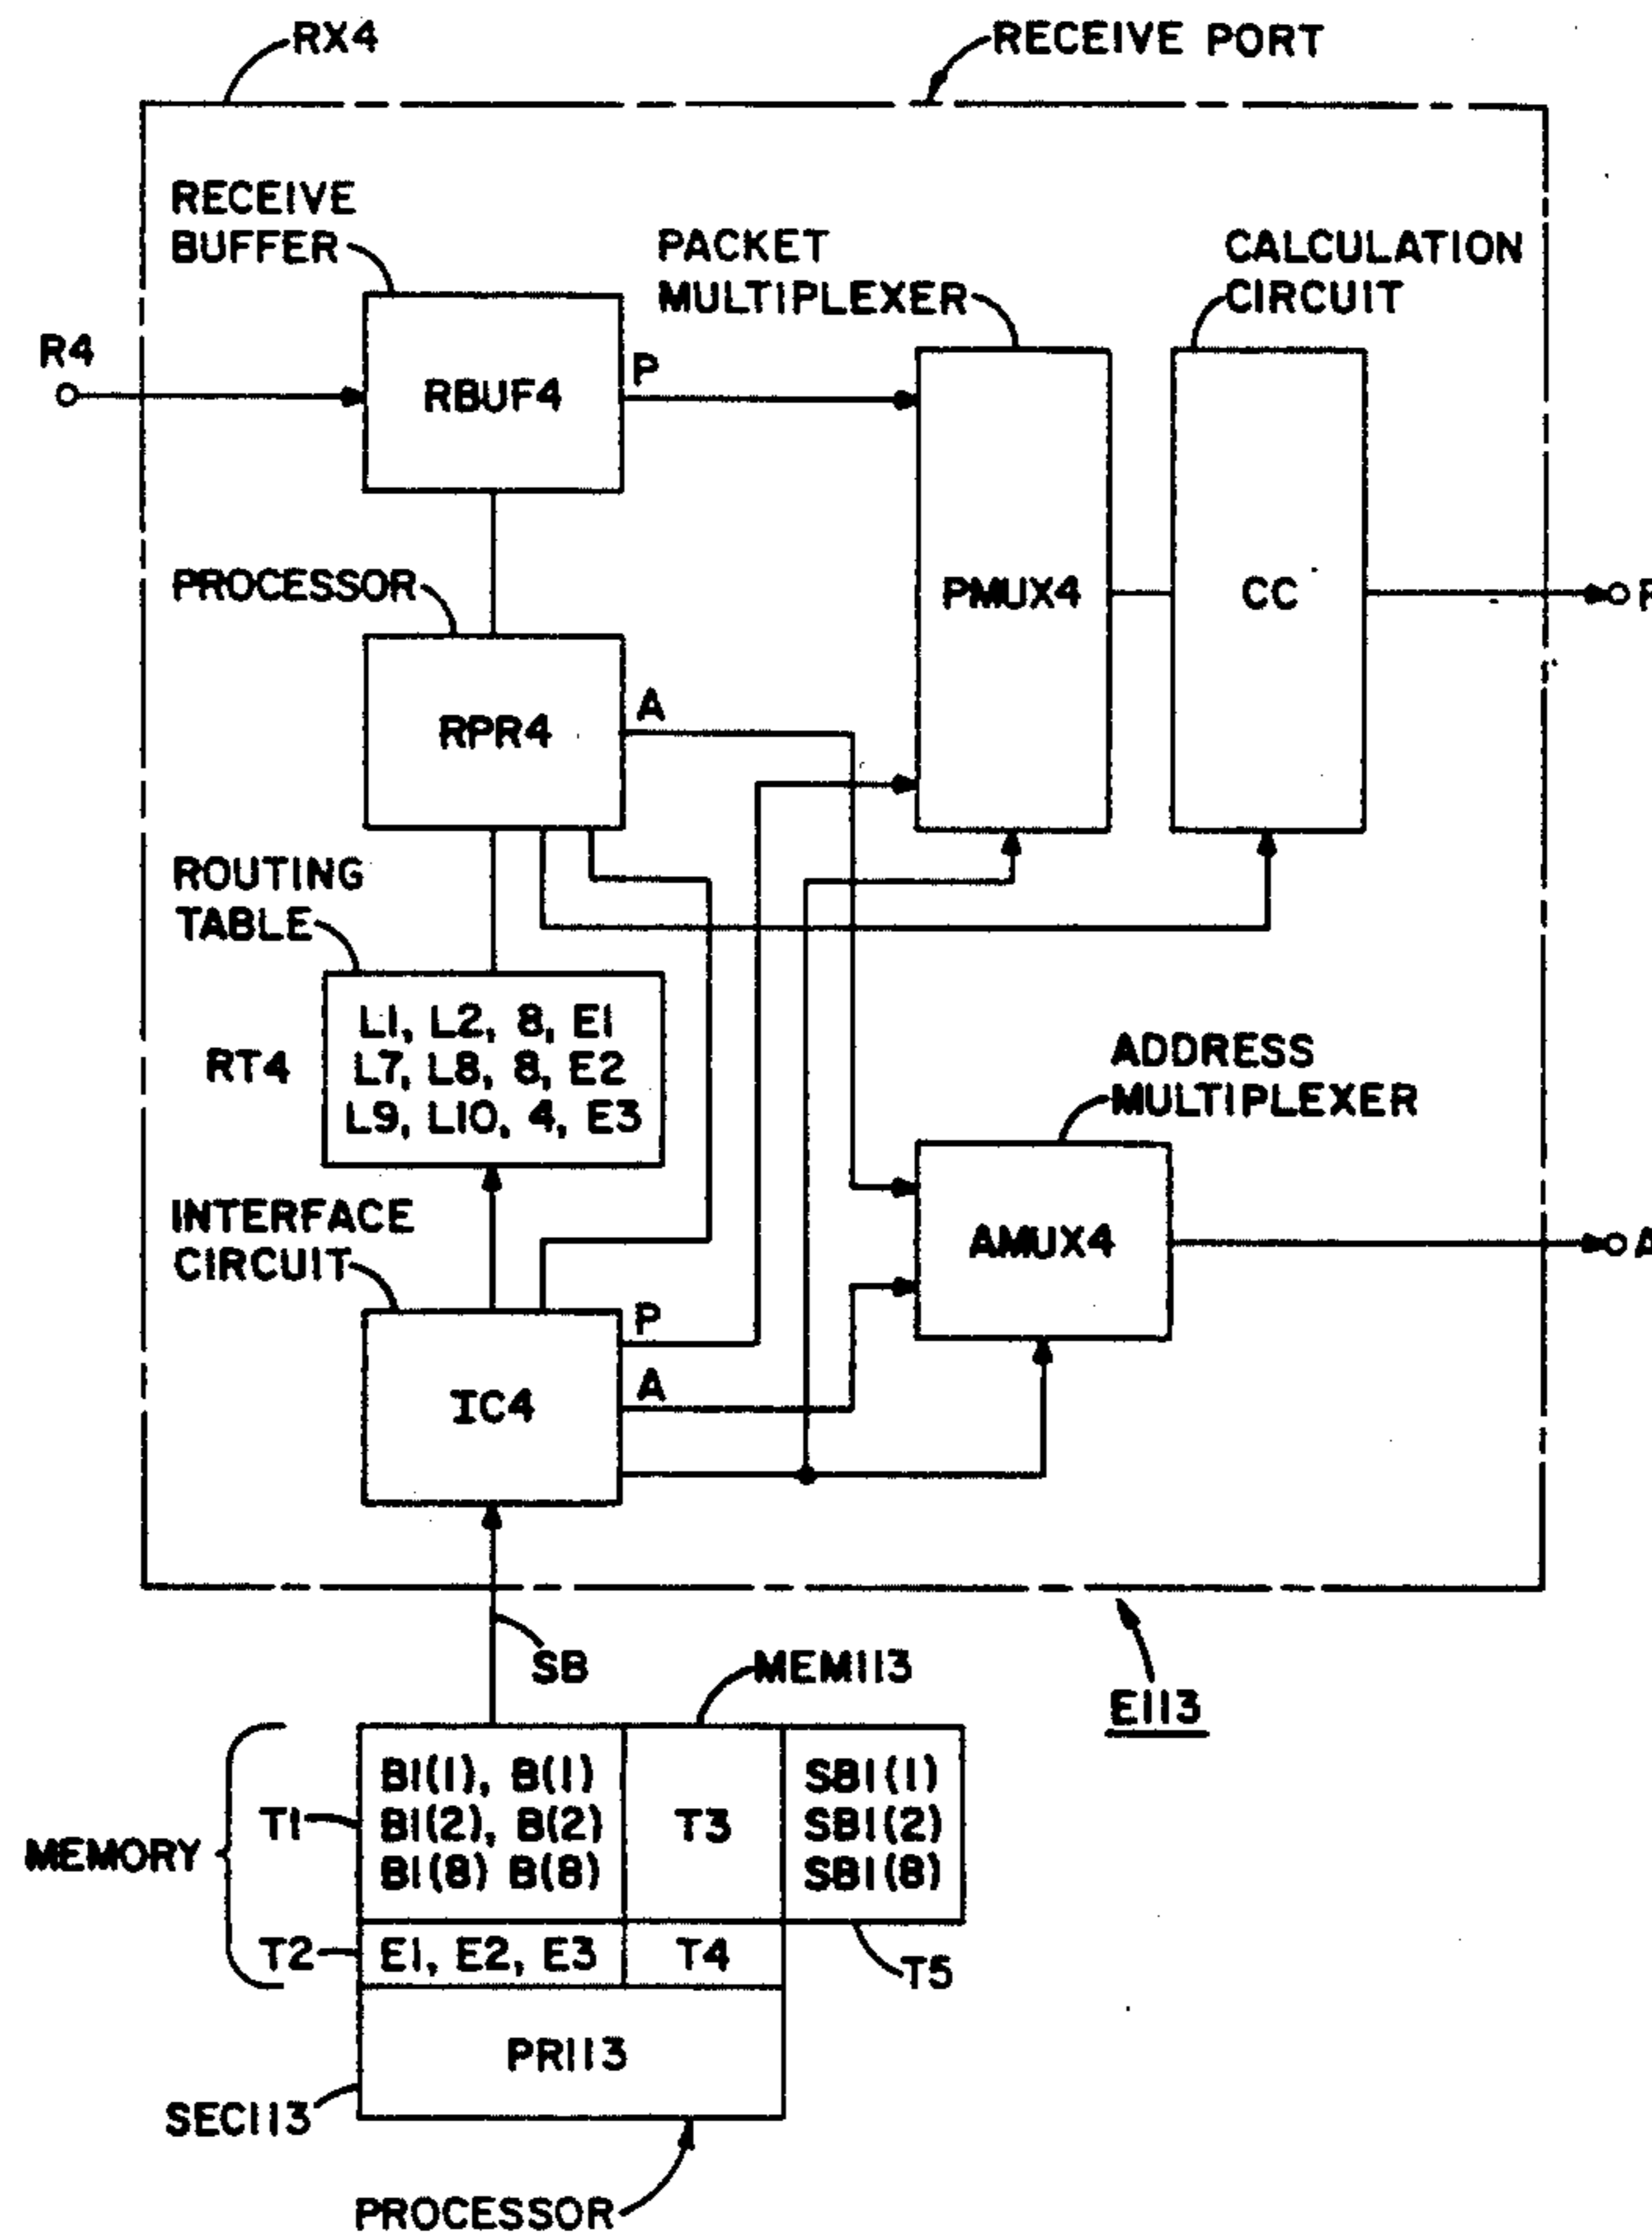 RX4
RECEIVE PORT
RECEIVE
BUFFER
PACKET
MULTIPLEXER
CALCULATION
CIRCUIT
R4
RBUF4
P
PMUX4
CC
P
PROCESSOR
RPR4
A
ROUTING
TABLE
RT4
L1, L2, 8, E1
L7, L8, 8, E2
L9, L10, 4, E3
ADDRESS
MULTIPLEXER
INTERFACE
CIRCUIT
AMUX4
A
P
A
IC4
SB
MEM113
E113
MEMORY
T1
B1(1), B(1)
B1(2), B(2)
B1(8) B(8)
T3
SB1(1)
SB1(2)
SB1(8)
T2
E1, E2, E3
T4
T5
PR113
SEC113
PROCESSOR